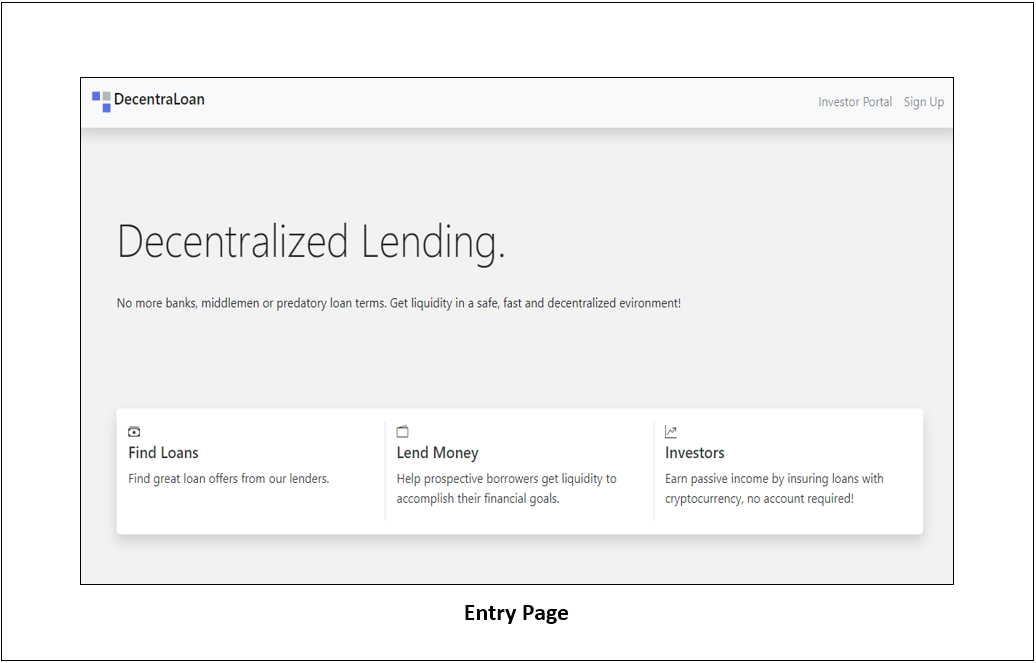 DecentraLoan
Investor Portal Sign Up
Decentralized Lending.
No more banks, middlemen or predatory loan terms. Get liquidity in a safe, fast and decentralized evironment!
Find Loans
Find great loan offers from our lenders.
Lend Money
Help prospective borrowers get liquidity to
accomplish their financial goals.
Investors
Earn passive income by insuring loans with
cryptocurrency, no account required!
Entry Page